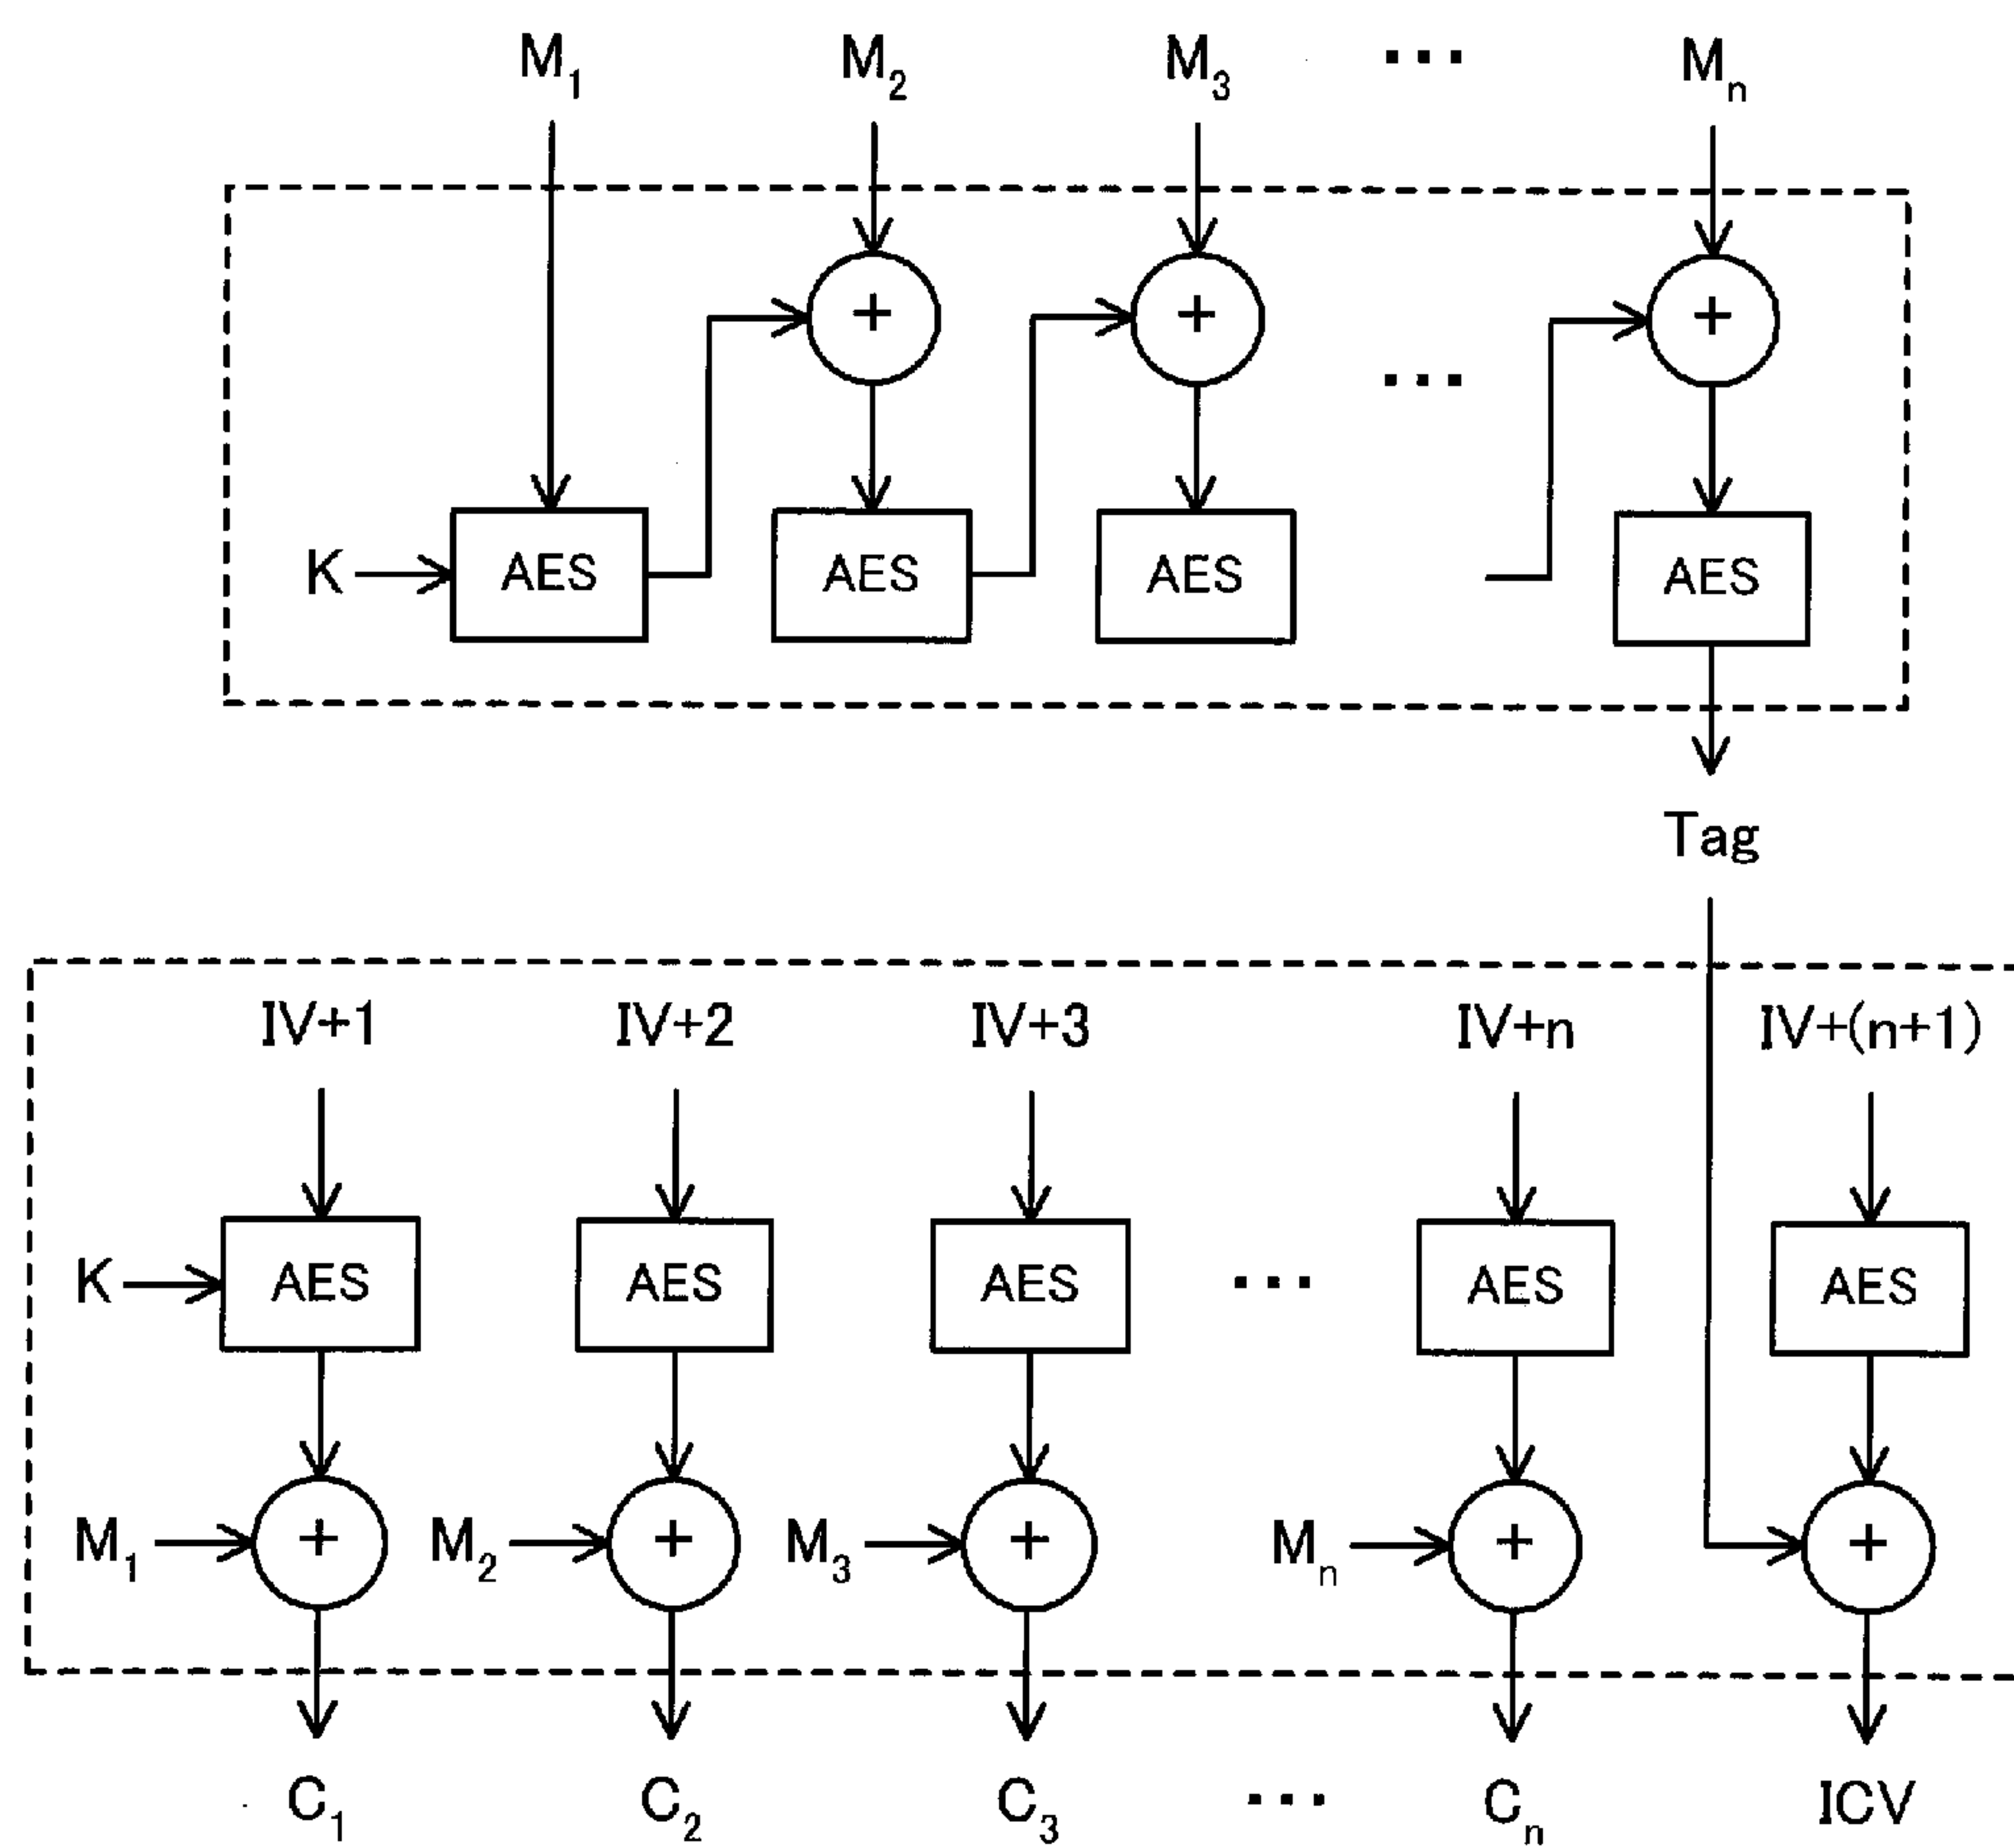 M₁ M₂ M₃ ... Mₙ
+ + +
...
K AES AES AES AES
Tag
IV+1 IV+2 IV+3 IV+n IV+(n+1)
K AES AES AES ... AES AES
M₁ + M₂ + M₃ + Mₙ + +
C₁ C₂ C₃ ... Cₙ ICV